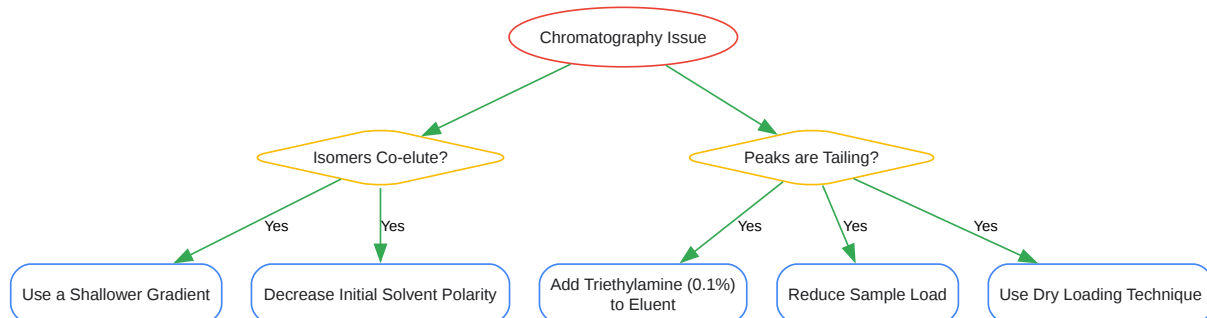 Chromatography Issue
Isomers Co-elute?
Peaks are Tailing?
Yes
Yes
Yes
Yes
Yes
Use a Shallower Gradient
Decrease Initial Solvent Polarity
Add Triethylamine (0.1%)
to Eluent
Reduce Sample Load
Use Dry Loading Technique